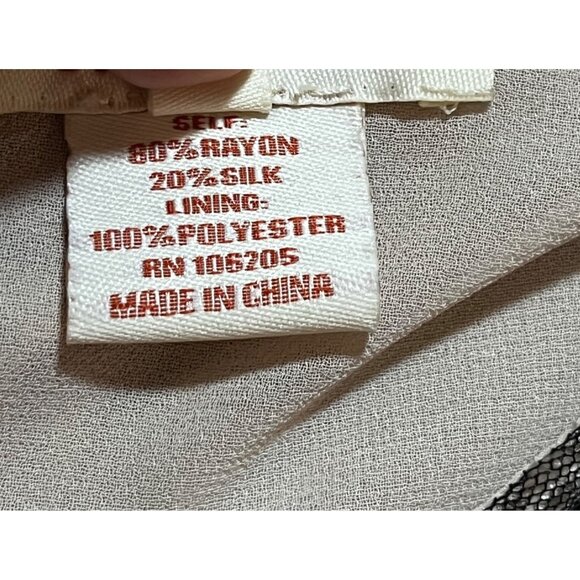 SELF:
80%RAYON
20%SILK
LINING:
100%POLYESTER
RN 106205
MADE IN CHINA